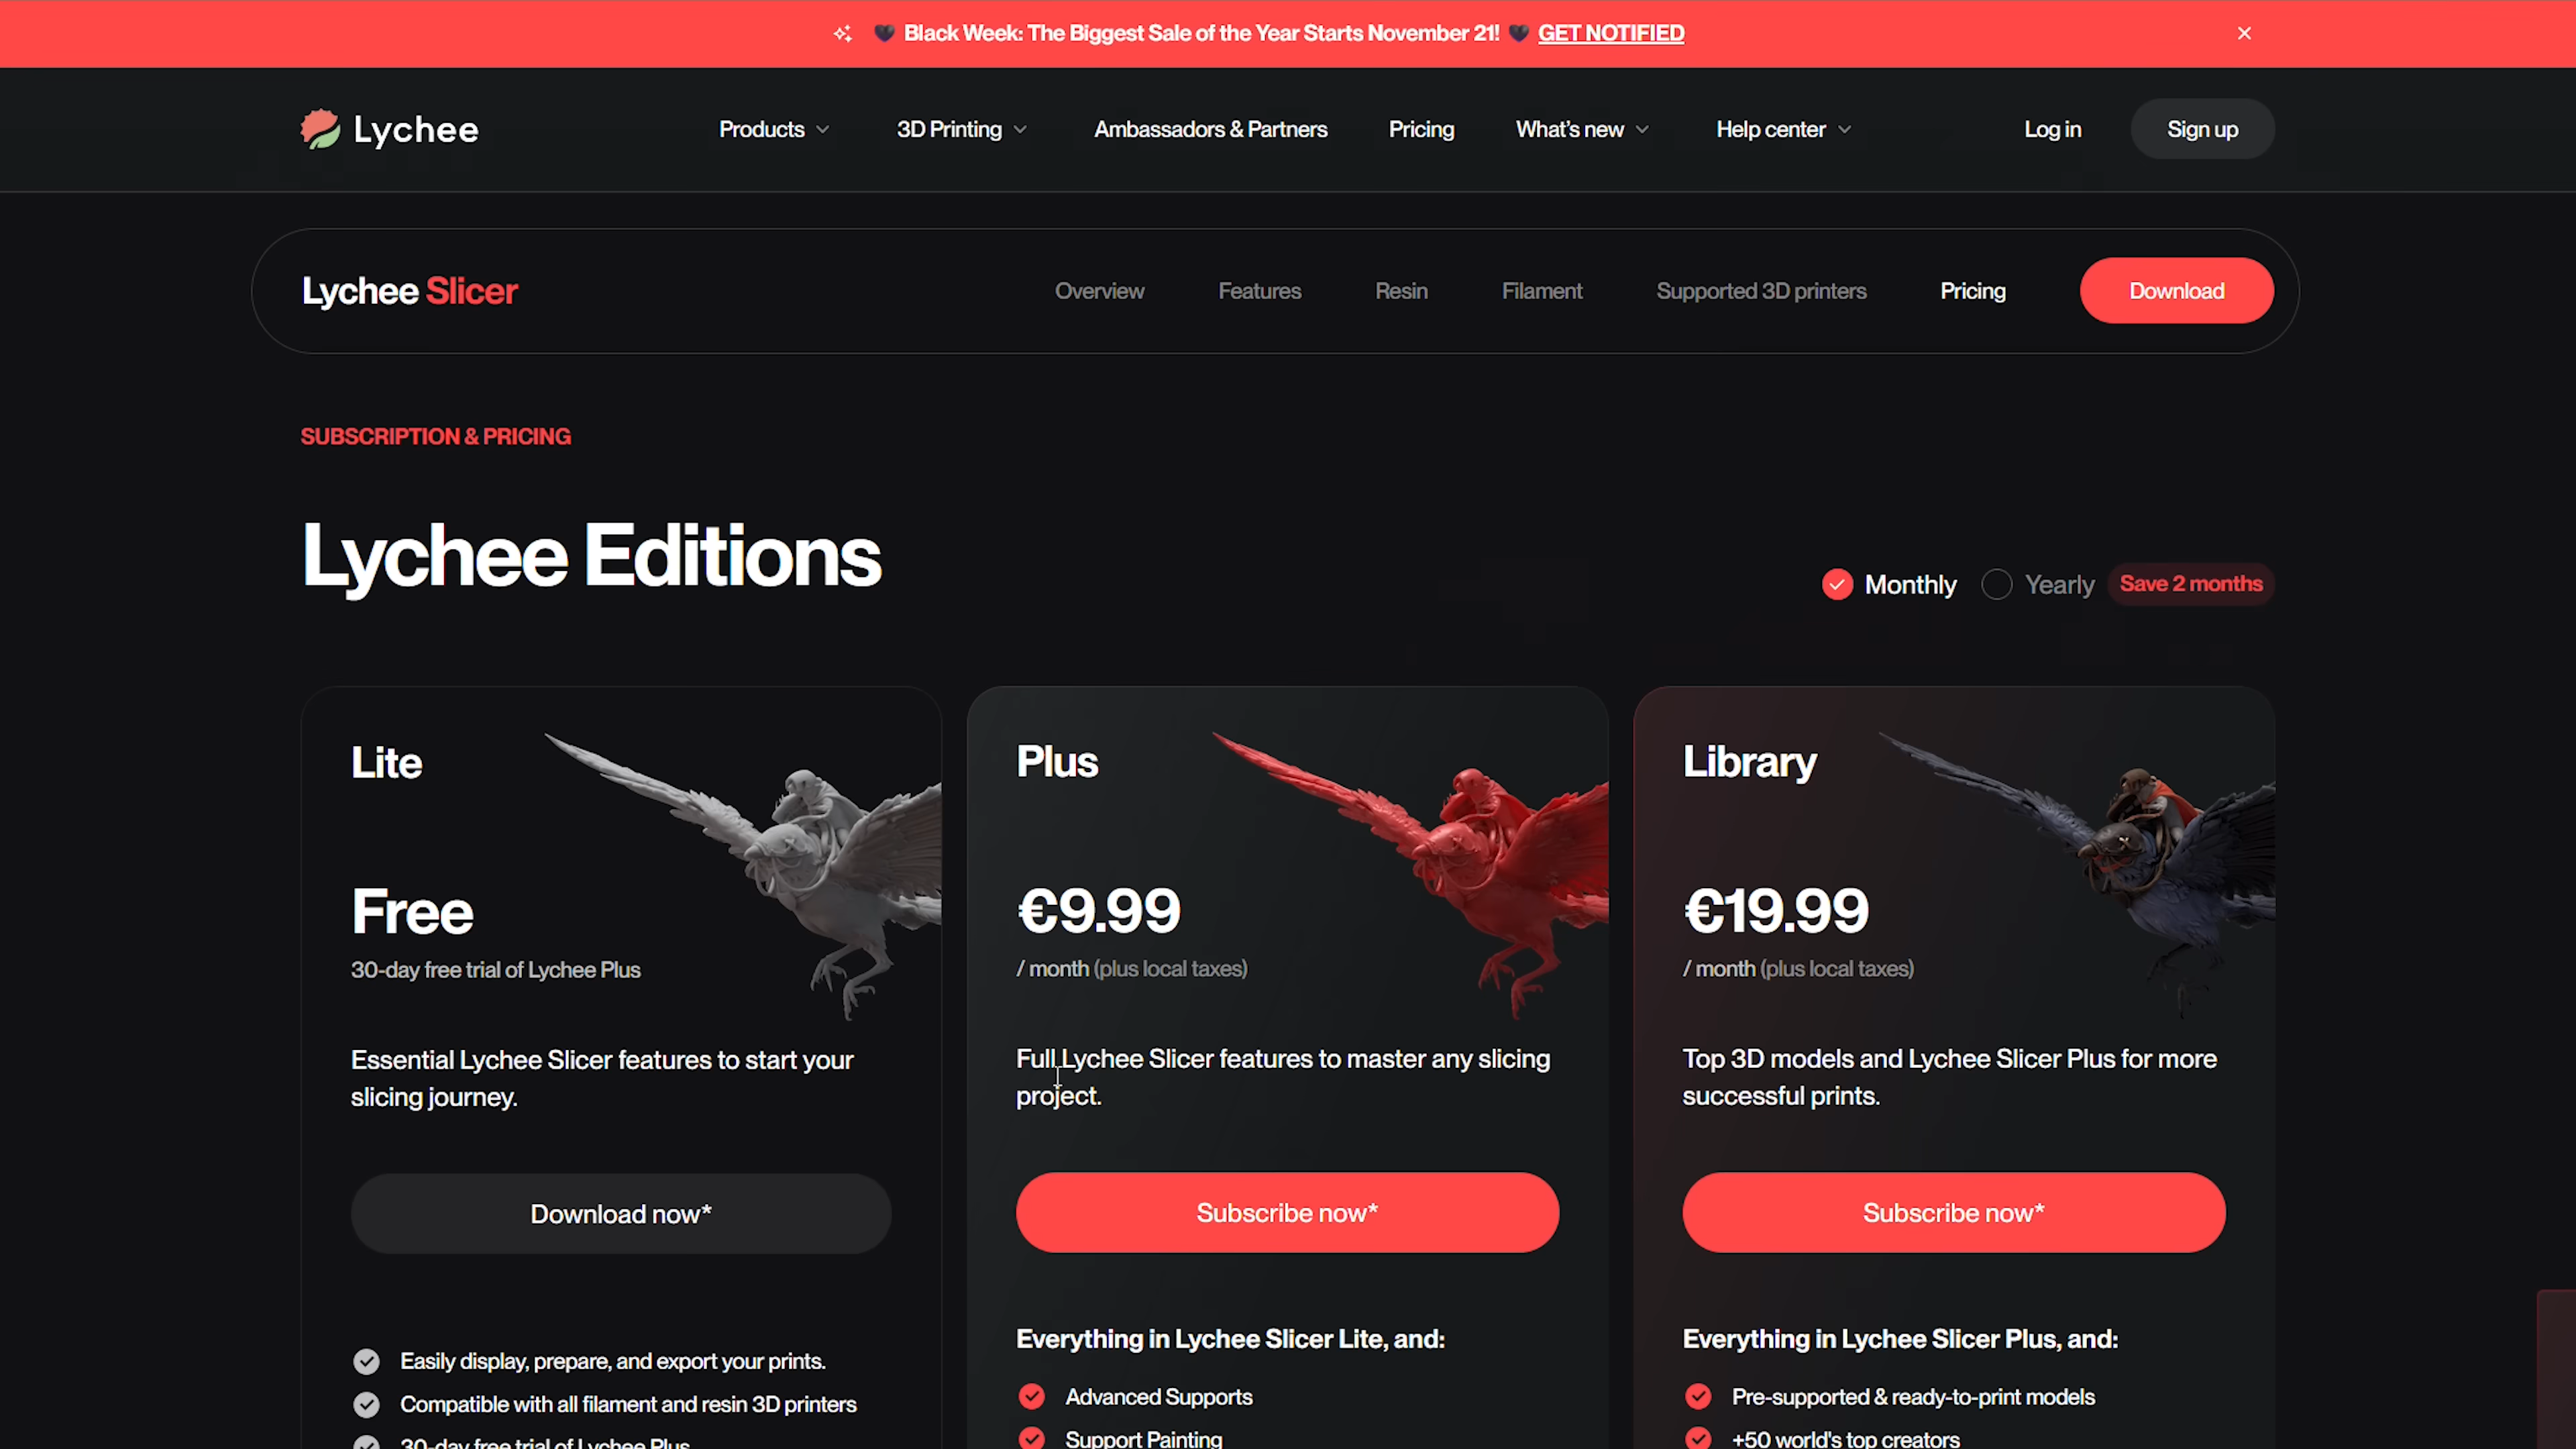 Black Week: The Biggest Sale of the Year Starts November 21! GET NOTIFIED
Lychee
Products
3D Printing
Ambassadors & Partners
Pricing
What's new
Help center
Log in
Sign up
Lychee Slicer
Overview
Features
Resin
Filament
Supported 3D printers
Pricing
Download
SUBSCRIPTION & PRICING
Lychee Editions
Monthly
Yearly
Save 2 months
Lite
Free
30-day free trial of Lychee Plus
Essential Lychee Slicer features to start your
slicing journey.
Download now*
Easily display, prepare, and export your prints.
Compatible with all filament and resin 3D printers
30-day free trial of Lychee Plus
Plus
€9.99
/ month (plus local taxes)
Full Lychee Slicer features to master any slicing
project.
Subscribe now*
Everything in Lychee Slicer Lite, and:
Advanced Supports
Support Painting
Library
€19.99
/ month (plus local taxes)
Top 3D models and Lychee Slicer Plus for more
successful prints.
Subscribe now*
Everything in Lychee Slicer Plus, and:
Pre-supported & ready-to-print models
+50 world's top creators